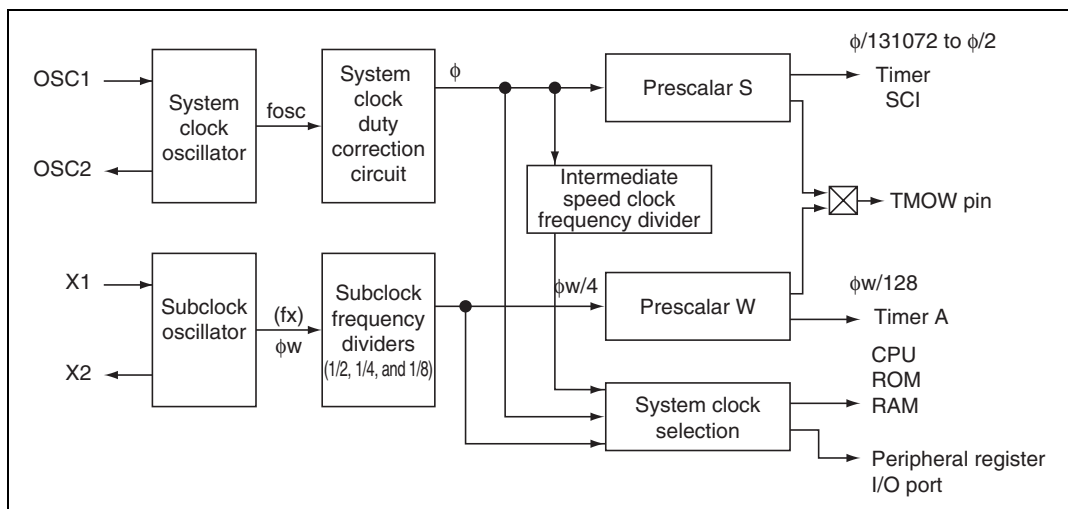 OSC1
OSC2
System
clock
oscillator
fosc
System
clock
duty
correction
circuit
ϕ
Prescalar S
ϕ/131072 to ϕ/2
Timer
SCI
Intermediate
speed clock
frequency divider
TMOW pin
X1
X2
Subclock
oscillator
(fx)
ϕw
Subclock
frequency
dividers
(1/2, 1/4, and 1/8)
ϕw/4
Prescalar W
ϕw/128
Timer A
System clock
selection
CPU
ROM
RAM
Peripheral register
I/O port